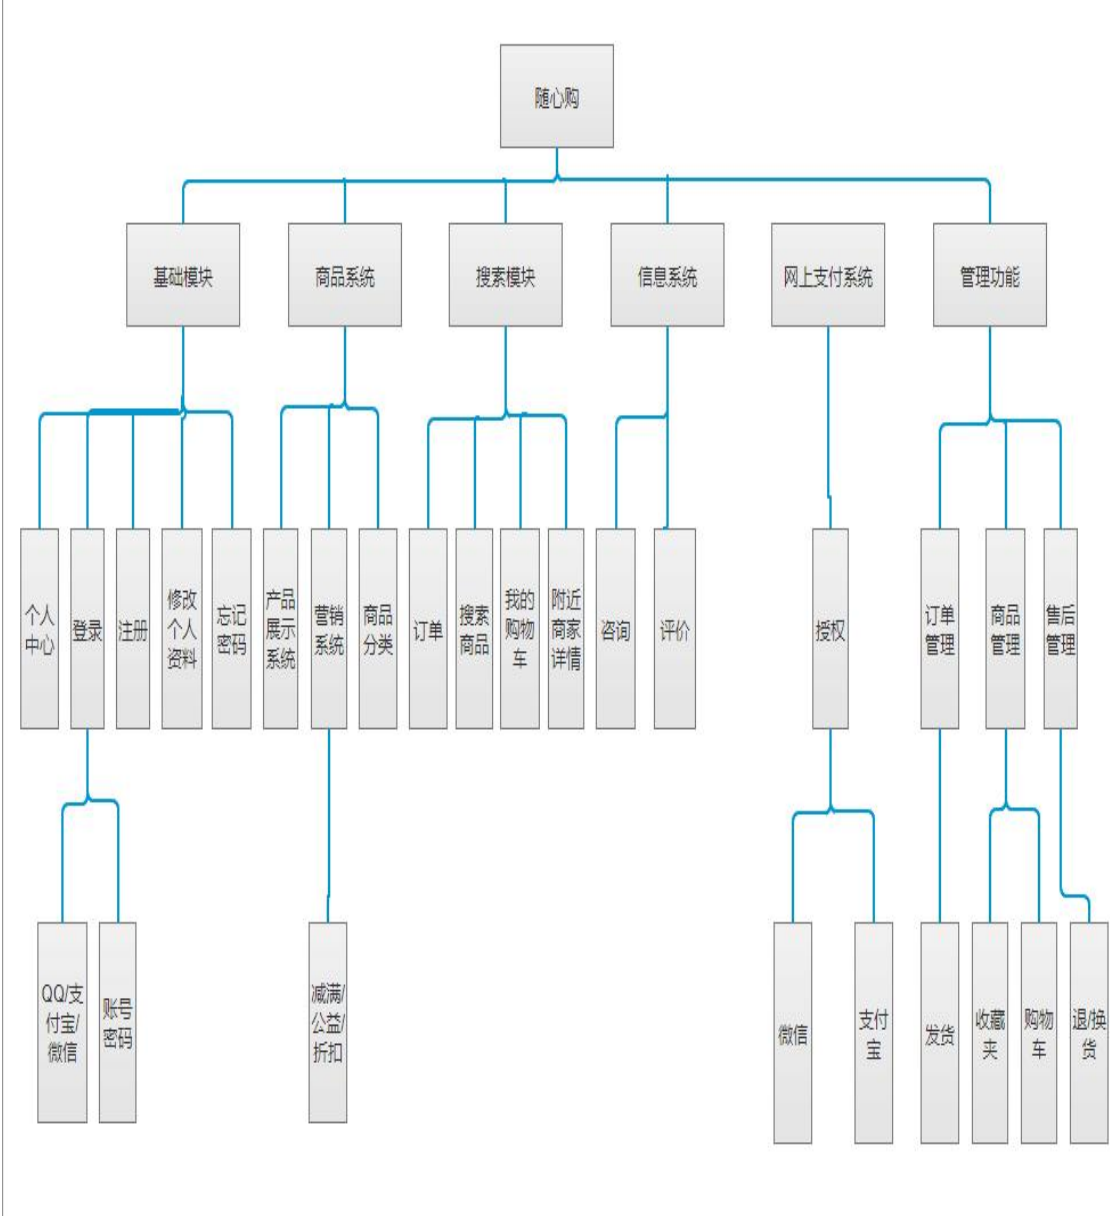 随心购
基础模块
商品系统
搜索模块
信息系统
网上支付系统
管理功能
个人
中心
登录
注册
修改
个人
资料
忘记
密码
产品
展示
系统
营销
系统
商品
分类
订单
搜索
商品
我的
购物
车
附近
商家
详情
咨询
评价
授权
订单
管理
商品
管理
售后
管理
QQ/支
付宝/
微信
账号
密码
减满/
公益/
折扣
微信
支付
宝
发货
收藏
夹
购物
车
退/换
货